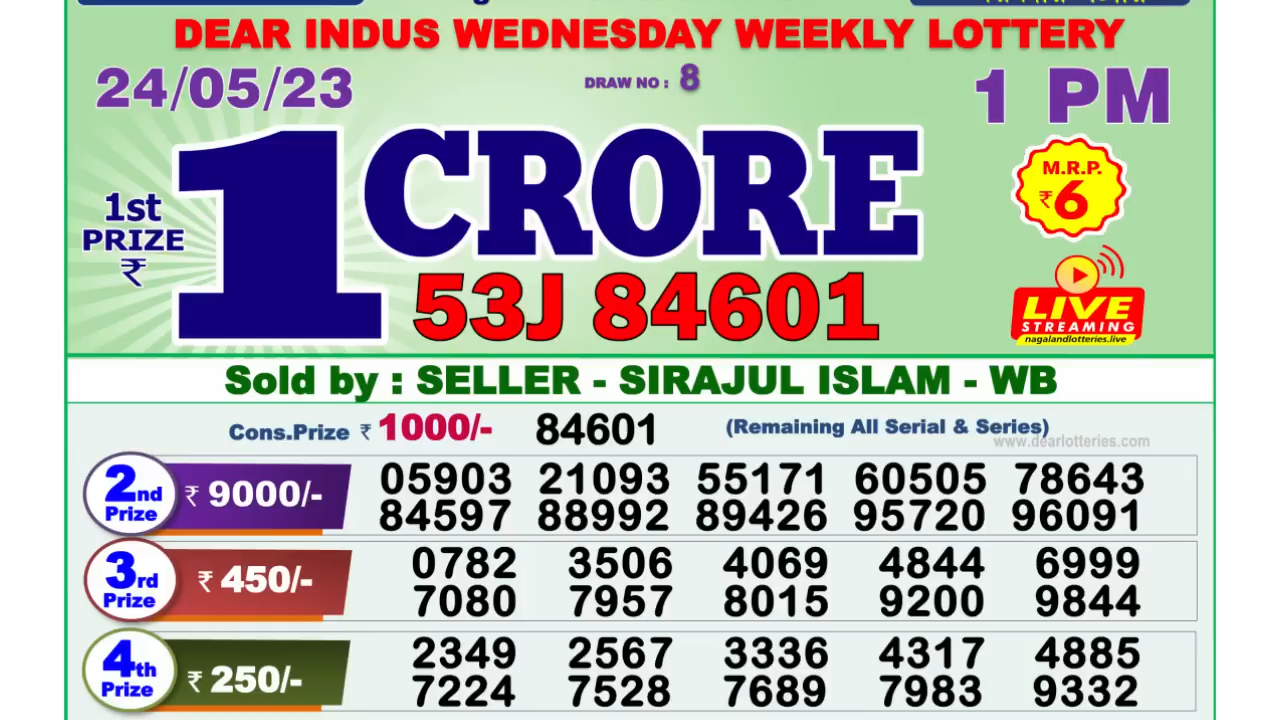 DEAR INDUS WEDNESDAY WEEKLY LOTTERY
24/05/23
DRAW NO : 8
1 PM
1st
PRIZE
₹
1 CRORE
53J 84601
M.R.P.
₹6
LIVE
STREAMING
nagalandlotteries.live
Sold by : SELLER - SIRAJUL ISLAM - WB
Cons.Prize ₹ 1000/- 84601 (Remaining All Serial & Series)
www.dearlotteries.com
2nd Prize ₹ 9000/-
05903 21093 55171 60505 78643
84597 88992 89426 95720 96091
3rd Prize ₹ 450/-
0782 3506 4069 4844 6999
7080 7957 8015 9200 9844
4th Prize ₹ 250/-
2349 2567 3336 4317 4885
7224 7528 7689 7983 9332